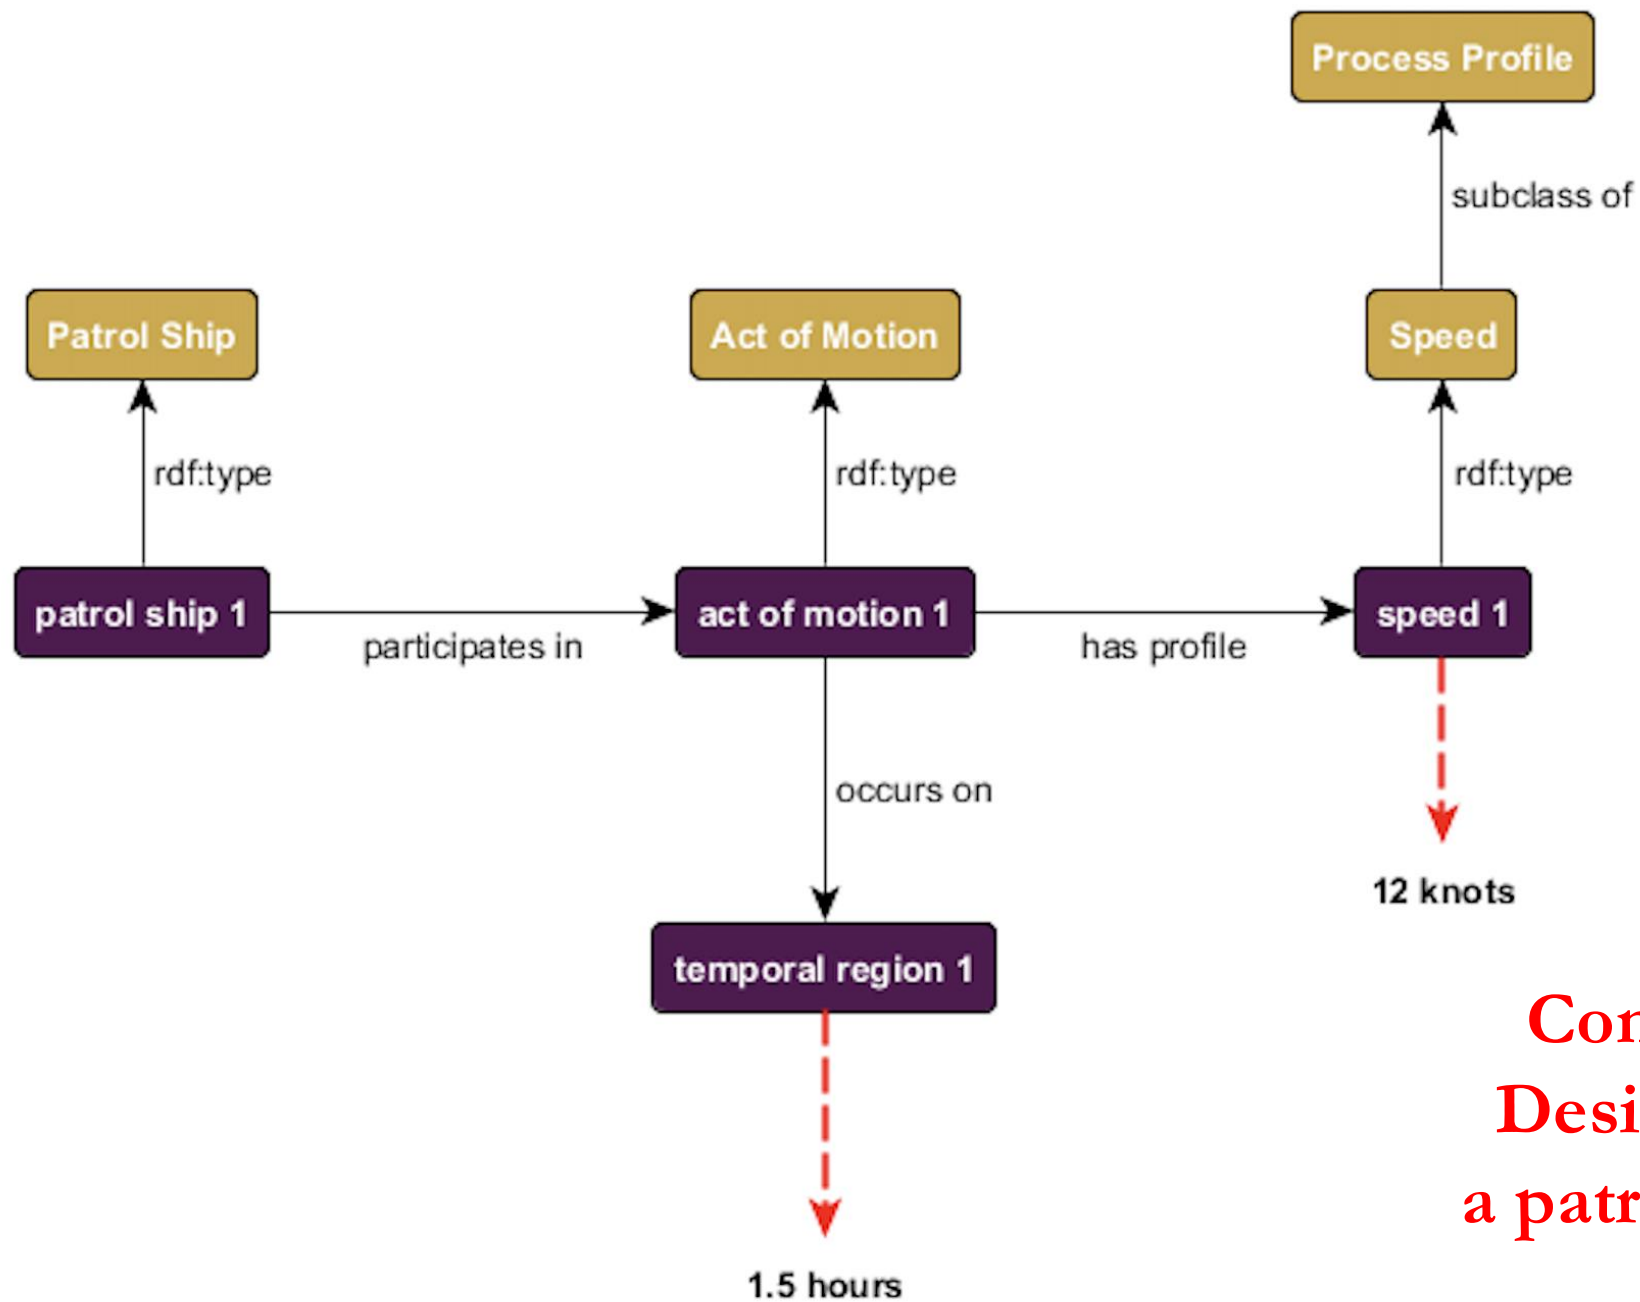 Process Profile
subclass of
Patrol Ship
Act of Motion
Speed
rdf:type
rdf:type
rdf:type
patrol ship 1
participates in
act of motion 1
has profile
speed 1
occurs on
12 knots
temporal region 1
1.5 hours
a